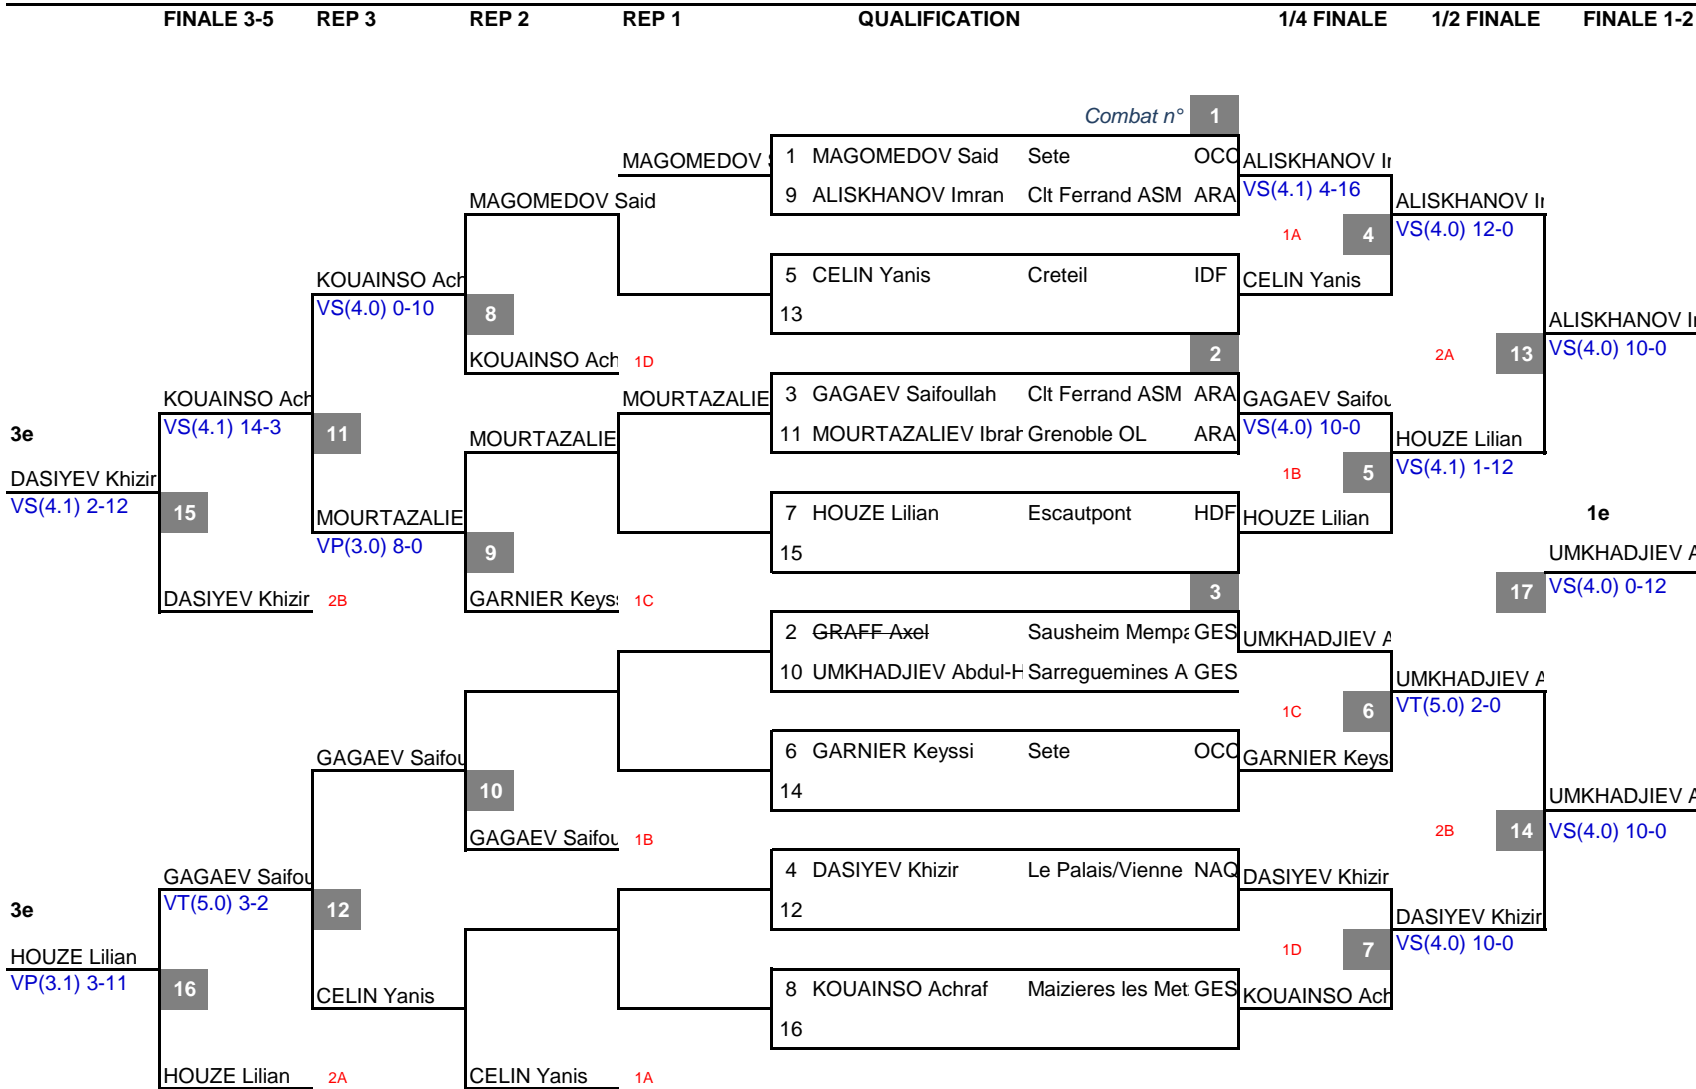 FINALE 3-5 REP 3 REP 2 REP 1 QUALIFICATION 1/4 FINALE 1/2 FINALE FINALE 1-2
Combat n° 1
MAGOMEDOV S 1 MAGOMEDOV Said Sete OCC ALISKHANOV Ir
9 ALISKHANOV Imran Clt Ferrand ASM ARA VS(4.1) 4-16
MAGOMEDOV Said ALISKHANOV Ir
1A 4 VS(4.0) 12-0
KOUAINSO Ach 5 CELIN Yanis Creteil IDF CELIN Yanis
VS(4.0) 0-10 8 13
ALISKHANOV Ir
KOUAINSO Ach 1D 2 2A 13 VS(4.0) 10-0
KOUAINSO Ach MOURTAZALIE 3 GAGAEV Saifoullah Clt Ferrand ASM ARA GAGAEV Saifou
3e VS(4.1) 14-3 11 MOURTAZALIE 11 MOURTAZALIEV Ibrah Grenoble OL ARA VS(4.0) 10-0 HOUZE Lilian
DASIYEV Khizir 1B 5 VS(4.1) 1-12
VS(4.1) 2-12 15 MOURTAZALIE 7 HOUZE Lilian Escautpont HDF HOUZE Lilian 1e
VP(3.0) 8-0 9 15 UMKHADJIEV A
DASIYEV Khizir 2B GARNIER Keys 1C 3 17 VS(4.0) 0-12
2 GRAFF Axel Sausheim Mempa GES UMKHADJIEV A
10 UMKHADJIEV Abdul-H Sarreguemines A GES UMKHADJIEV A
1C 6 VT(5.0) 2-0
GAGAEV Saifou 6 GARNIER Keyssi Sete OCC GARNIER Keys
10 14 UMKHADJIEV A
GAGAEV Saifou 1B 2B 14 VS(4.0) 10-0
GAGAEV Saifou 4 DASIYEV Khizir Le Palais/Vienne NAQ DASIYEV Khizir
3e VT(5.0) 3-2 12 12 DASIYEV Khizir
HOUZE Lilian 1D 7 VS(4.0) 10-0
VP(3.1) 3-11 16 CELIN Yanis 8 KOUAINSO Achraf Maizieres les Met GES KOUAINSO Ach
16
HOUZE Lilian 2A CELIN Yanis 1A